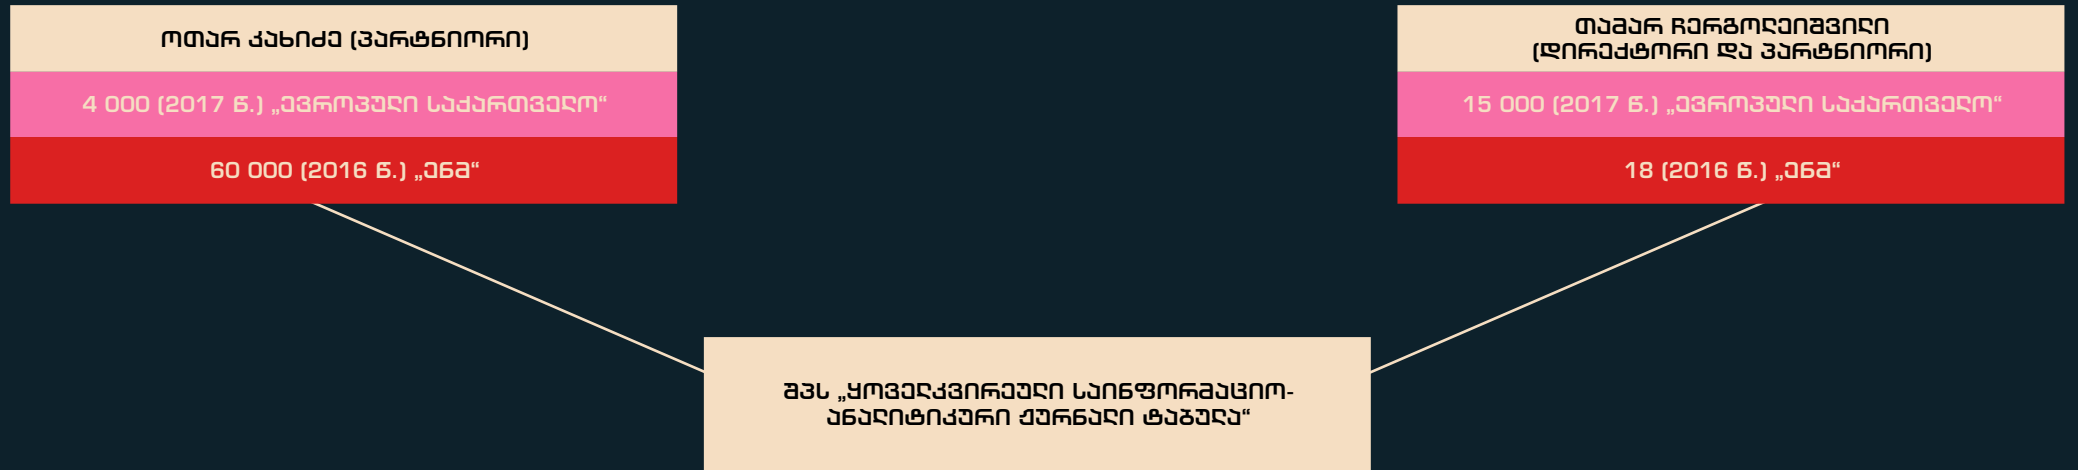 ოთარ კახიძე (პარტნიორი)
4 000 (2017 წ.) „ევროპული საქართველო“
60 000 (2016 წ.) „ენმ“
თამარ ჩერგოლეიშვილი
(დირექტორი და პარტნიორი)
15 000 (2017 წ.) „ევროპული საქართველო“
18 (2016 წ.) „ენმ“
შპს „ყოველკვირეული საინფორმაციო-
ანალიტიკური ჟურნალი ტაბულა“